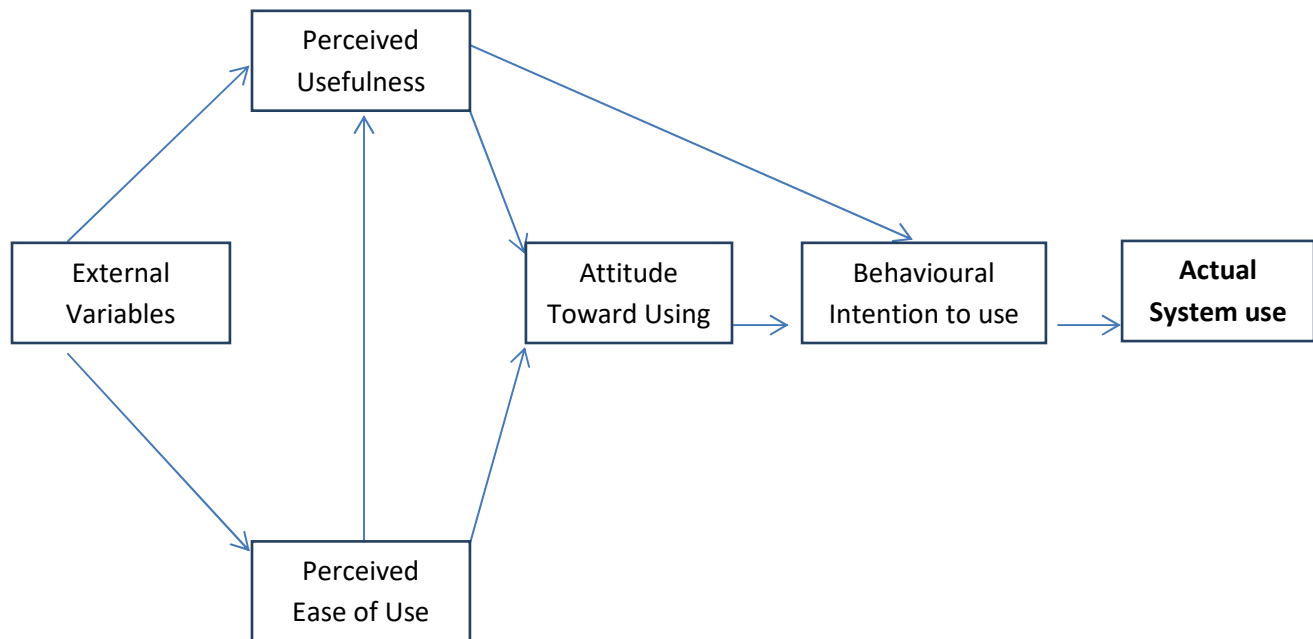 Perceived
Usefulness
External
Variables
Attitude
Toward Using
Behavioural
Intention to use
Actual
System use
Perceived
Ease of Use